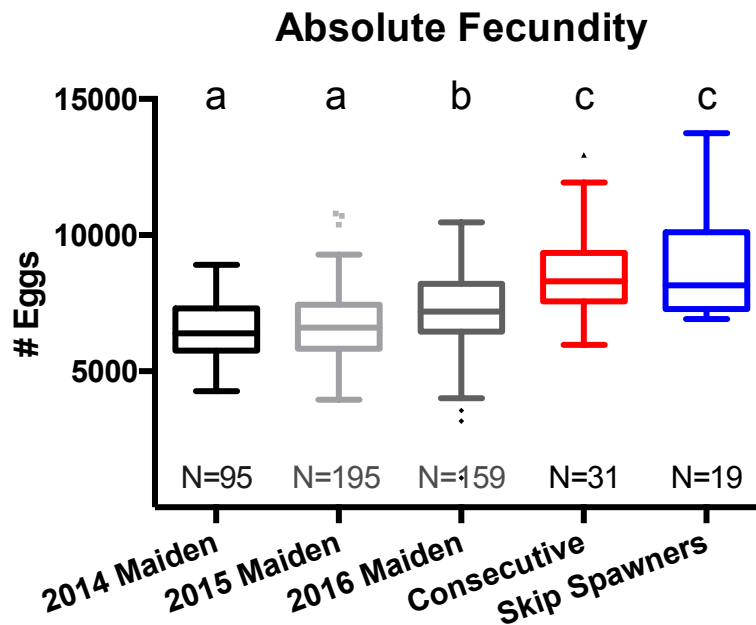 Absolute Fecundity
15000
10000
5000
# Eggs
a a b c c
N=95 N=195 N=159 N=31 N=19
2014 Maiden
2015 Maiden
2016 Maiden
Consecutive
Skip Spawners